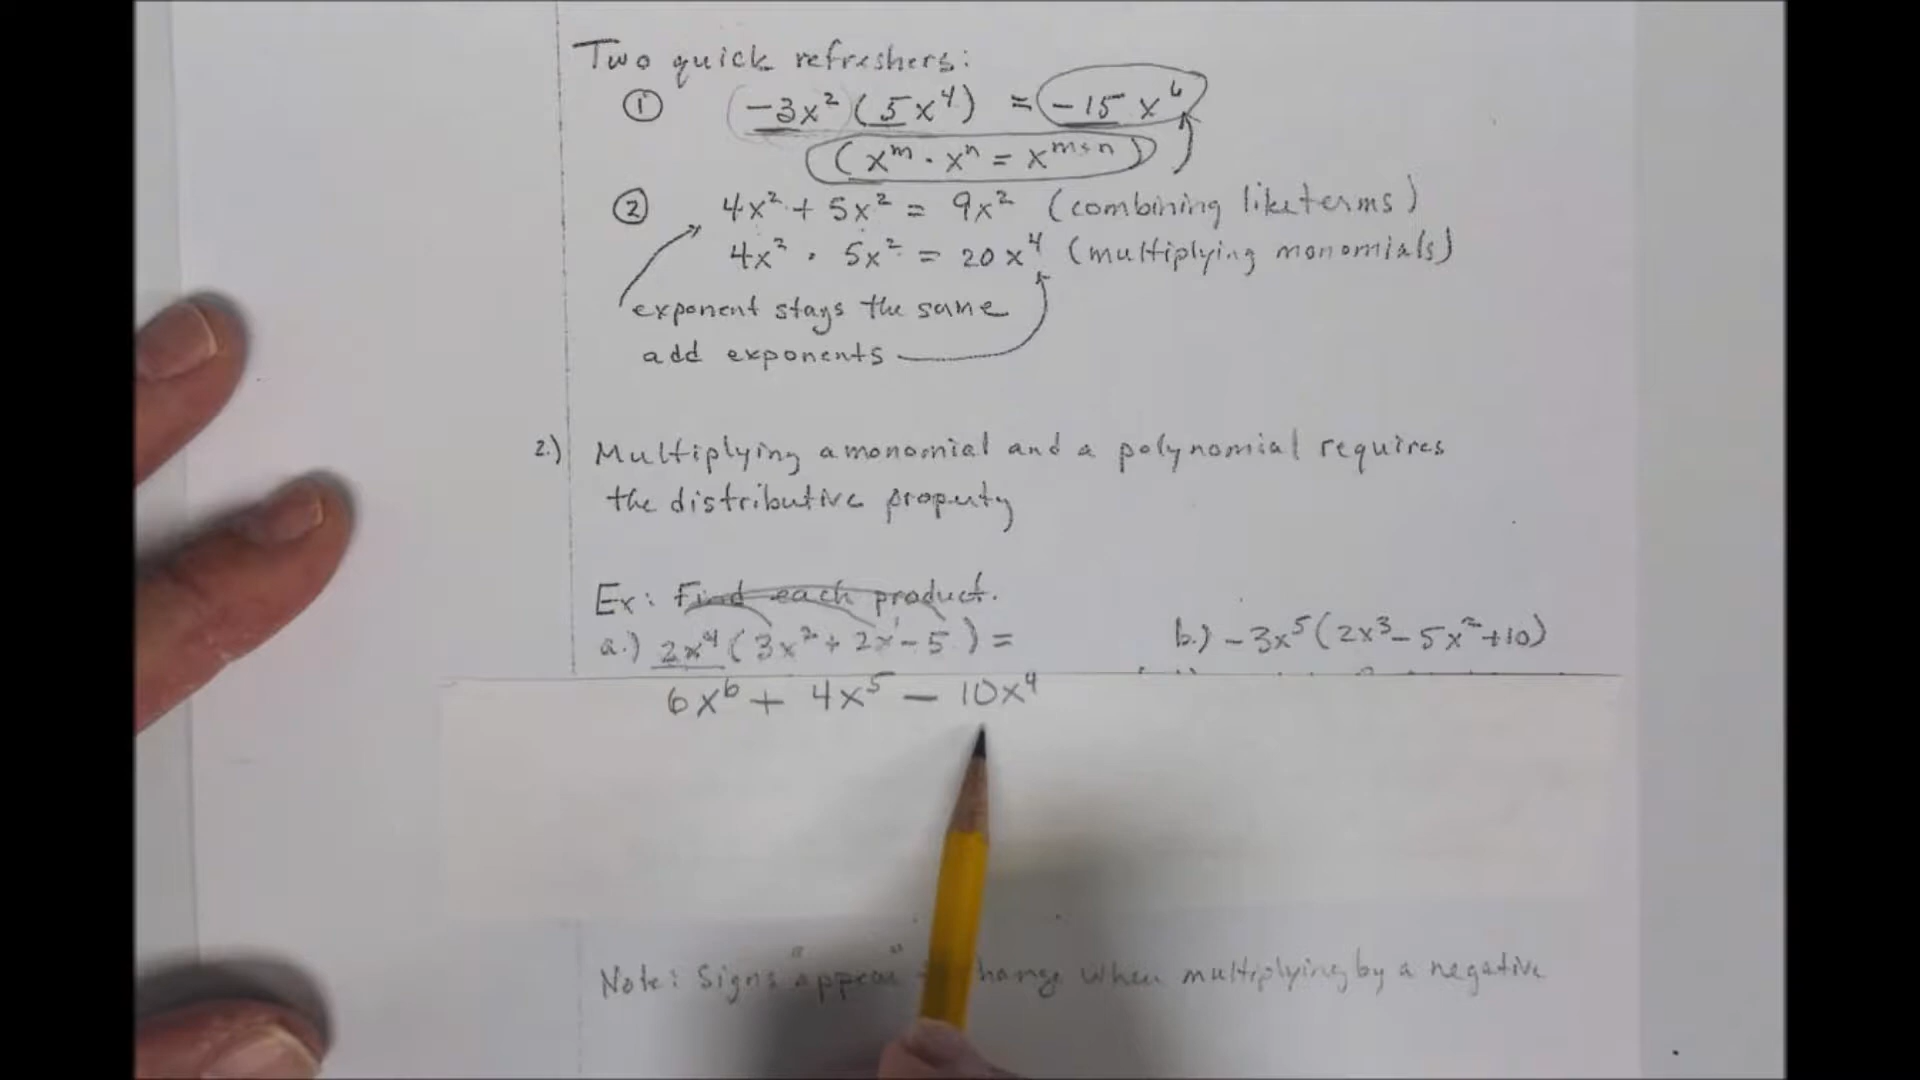 Two quick refreshers:
① -3x² (5x⁴) = -15x⁶
(xᵐ · xⁿ = xᵐ⁺ⁿ)
② 4x² + 5x² = 9x² (combining like terms)
4x² · 5x² = 20x⁴ (multiplying monomials)
exponent stays the same
add exponents
2.) Multiplying a monomial and a polynomial requires
the distributive property
Ex: Find each product.
a.) 2x⁴(3x² + 2x¹ - 5) = b.) -3x⁵(2x³ - 5x² + 10)
6x⁶ + 4x⁵ - 10x⁴
Note: Signs "appear" change when multiplying by a negative